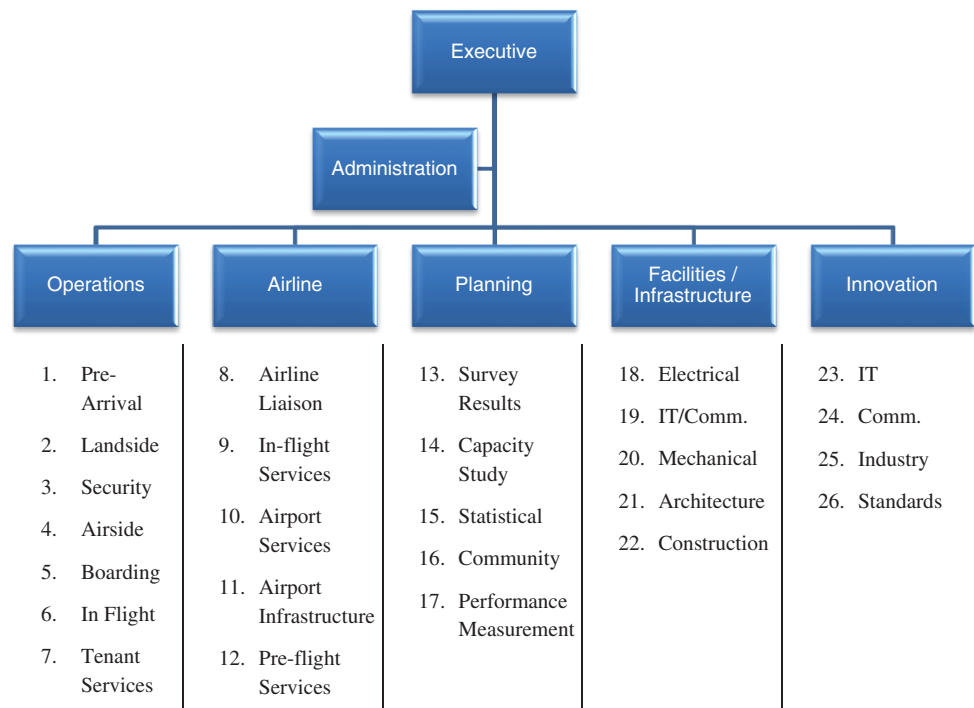 Executive
Administration
Operations
Airline
Planning
Facilities /
Infrastructure
Innovation
1. Pre-
Arrival
2. Landside
3. Security
4. Airside
5. Boarding
6. In Flight
7. Tenant
Services
8. Airline
Liaison
9. In-flight
Services
10. Airport
Services
11. Airport
Infrastructure
12. Pre-flight
Services
13. Survey
Results
14. Capacity
Study
15. Statistical
16. Community
17. Performance
Measurement
18. Electrical
19. IT/Comm.
20. Mechanical
21. Architecture
22. Construction
23. IT
24. Comm.
25. Industry
26. Standards